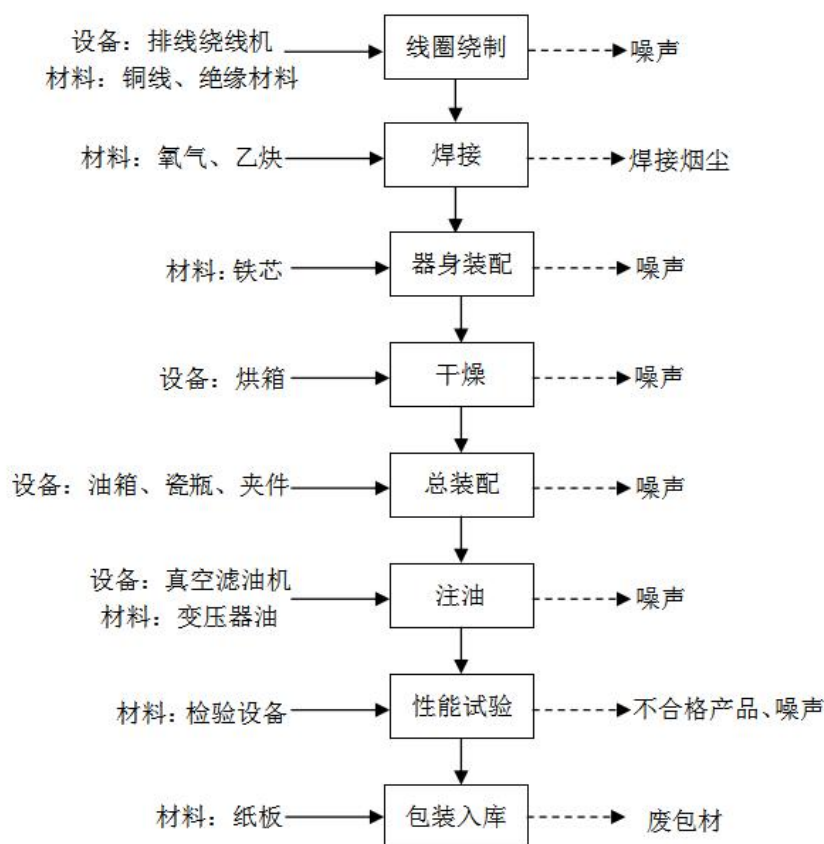 设备：排线绕线机
材料：铜线、绝缘材料
线圈绕制
噪声
材料：氧气、乙炔
焊接
焊接烟尘
材料：铁芯
器身装配
噪声
设备：烘箱
干燥
噪声
设备：油箱、瓷瓶、夹件
总装配
噪声
设备：真空滤油机
材料：变压器油
注油
噪声
材料：检验设备
性能试验
不合格产品、噪声
材料：纸板
包装入库
废包材